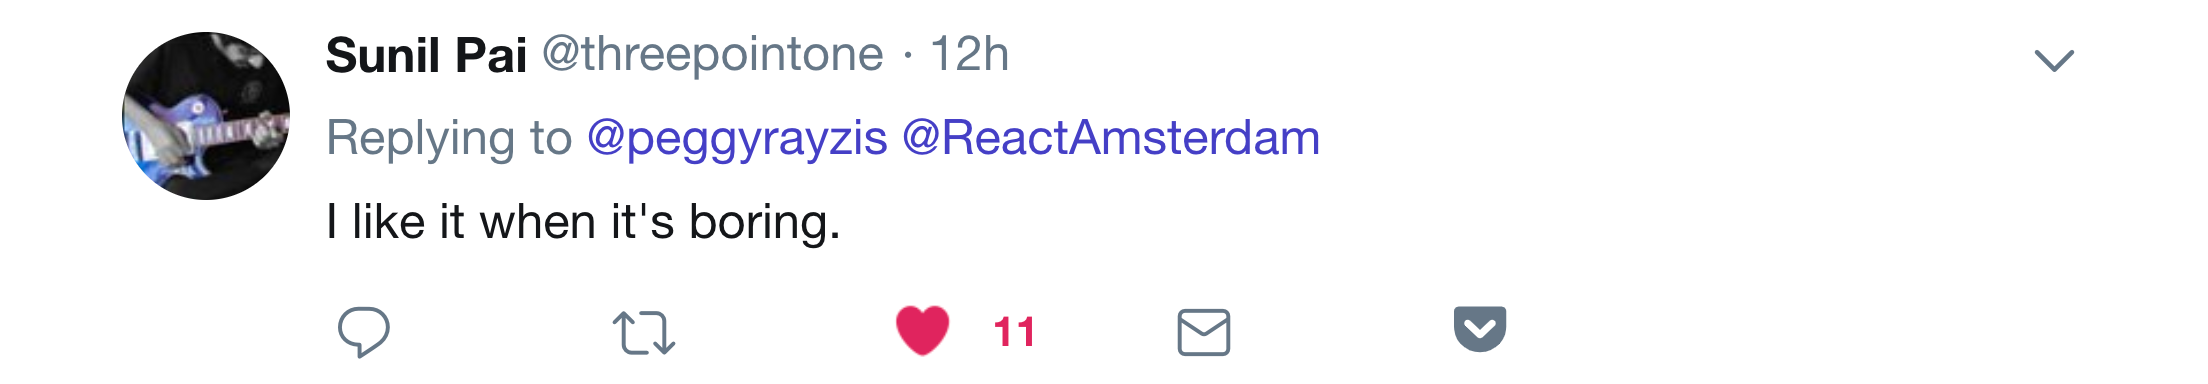 Sunil Pai @threepointone · 12h
Replying to @peggyrayzis @ReactAmsterdam
I like it when it's boring.
11